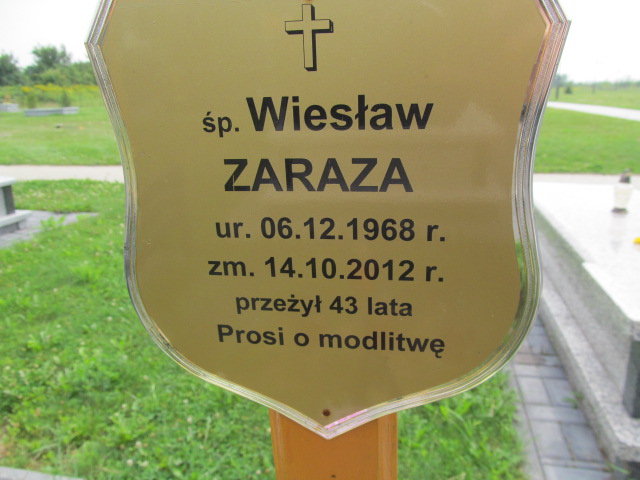 śp. Wiesław
ZARAZA
ur. 06.12.1968 r.
zm. 14.10.2012 r.
przeżył 43 lata
Prosi o modlitwę